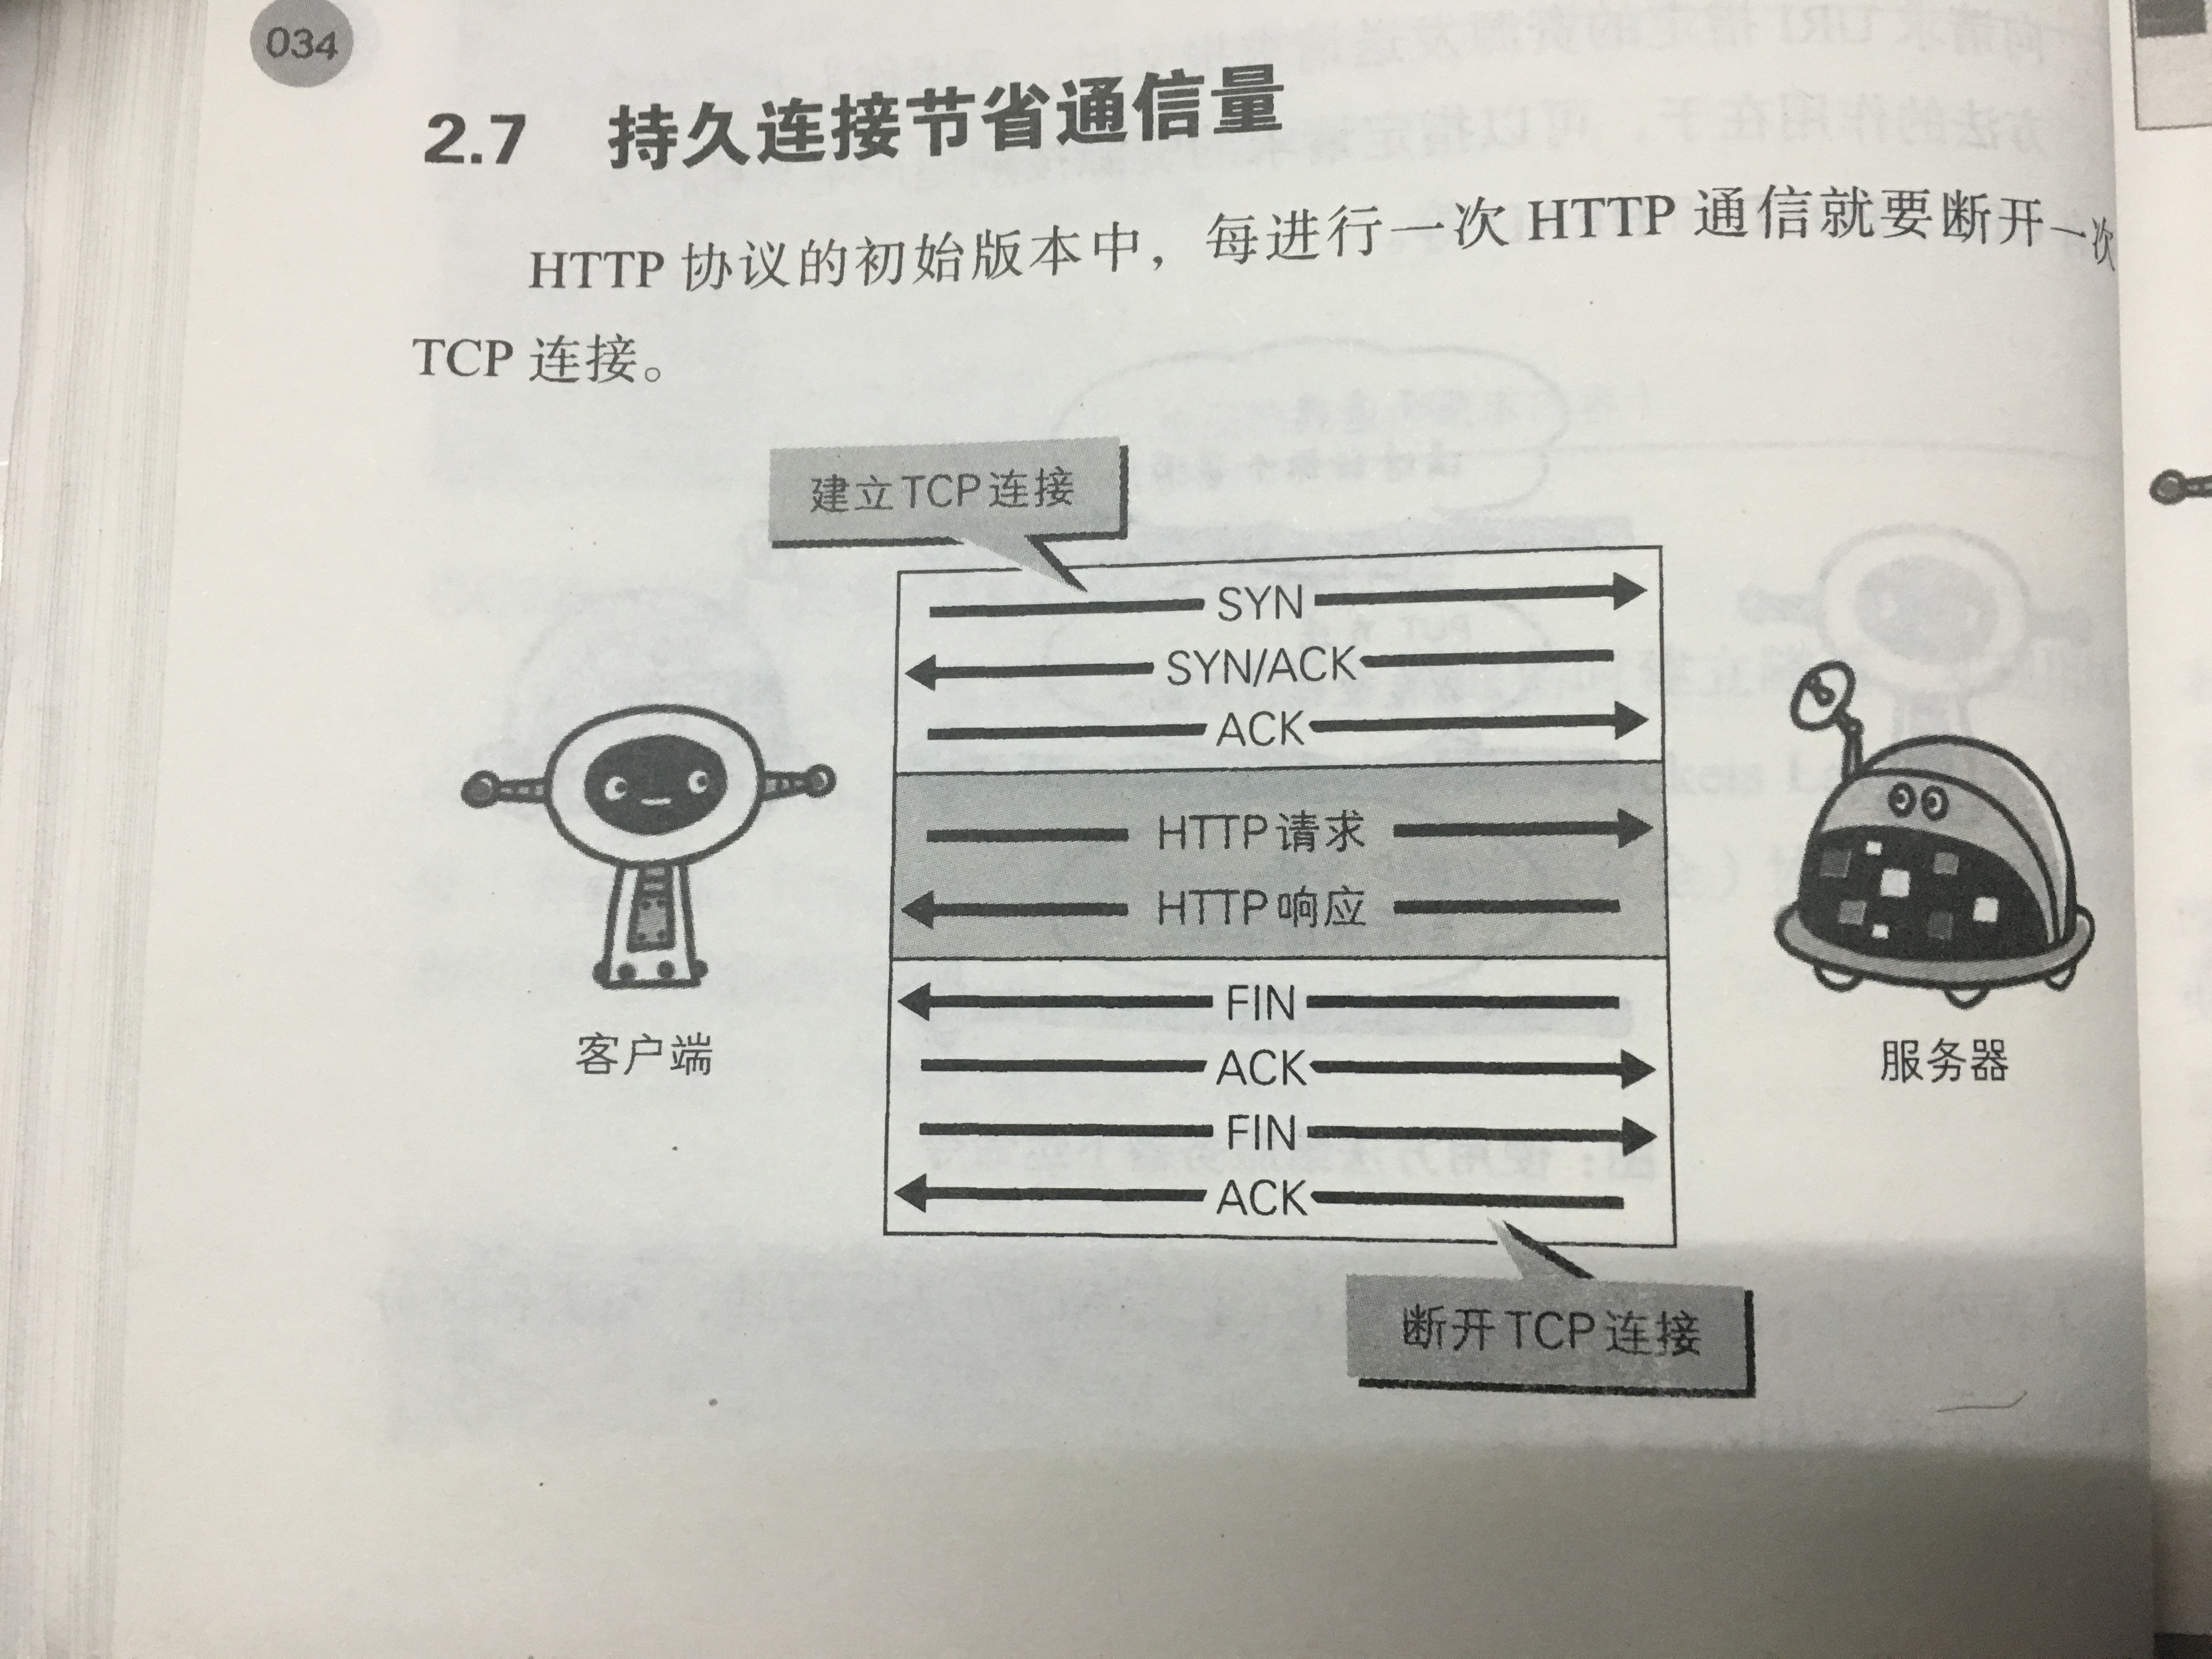 034
2.7 持久连接节省通信量
HTTP 协议的初始版本中，每进行一次 HTTP 通信就要断开一次
TCP 连接。
建立TCP连接
SYN
SYN/ACK
ACK
HTTP请求
HTTP响应
FIN
ACK
FIN
ACK
客户端
服务器
断开TCP连接